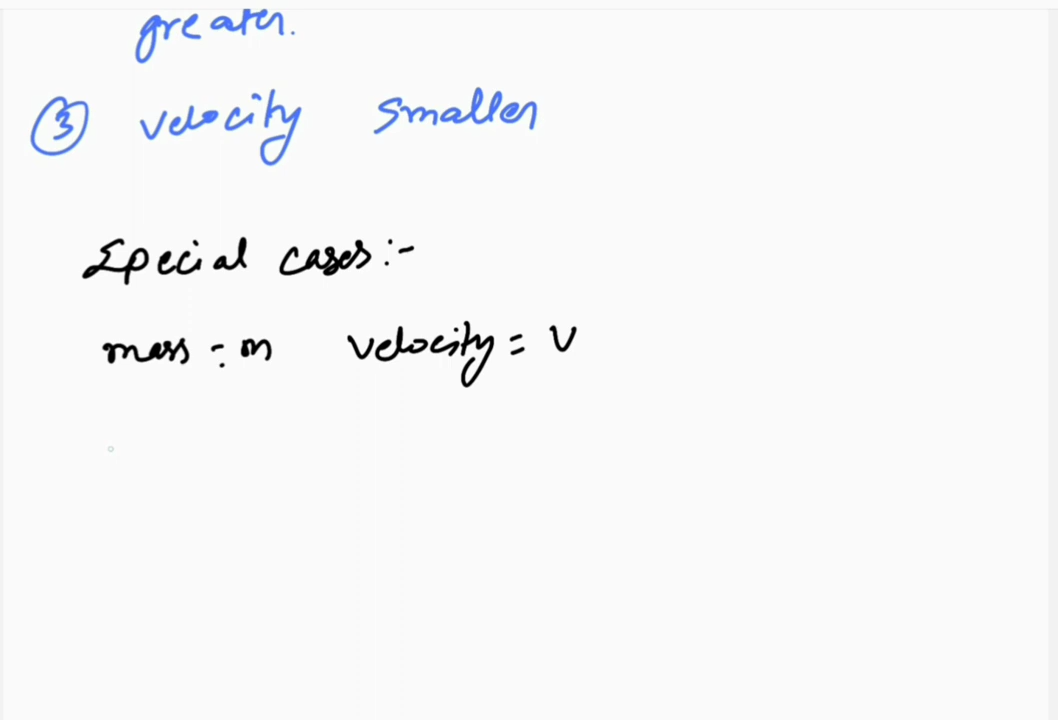 greater.
③ velocity smaller
Special cases :-
mass = m velocity = v